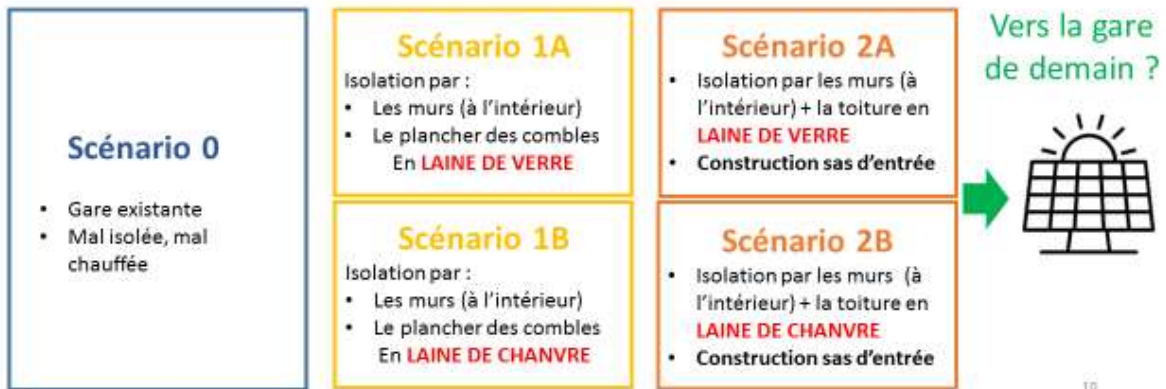 Scénario 0
• Gare existante
• Mal isolée, mal
chauffée
Scénario 1A
Isolation par :
• Les murs (à l'intérieur)
• Le plancher des combles
En LAINE DE VERRE
Scénario 1B
Isolation par :
• Les murs (à l'intérieur)
• Le plancher des combles
En LAINE DE CHANVRE
Scénario 2A
• Isolation par les murs (à
l'intérieur) + la toiture en
LAINE DE VERRE
• Construction sas d'entrée
Scénario 2B
• Isolation par les murs (à
l'intérieur) + la toiture en
LAINE DE CHANVRE
• Construction sas d'entrée
Vers la gare
de demain ?